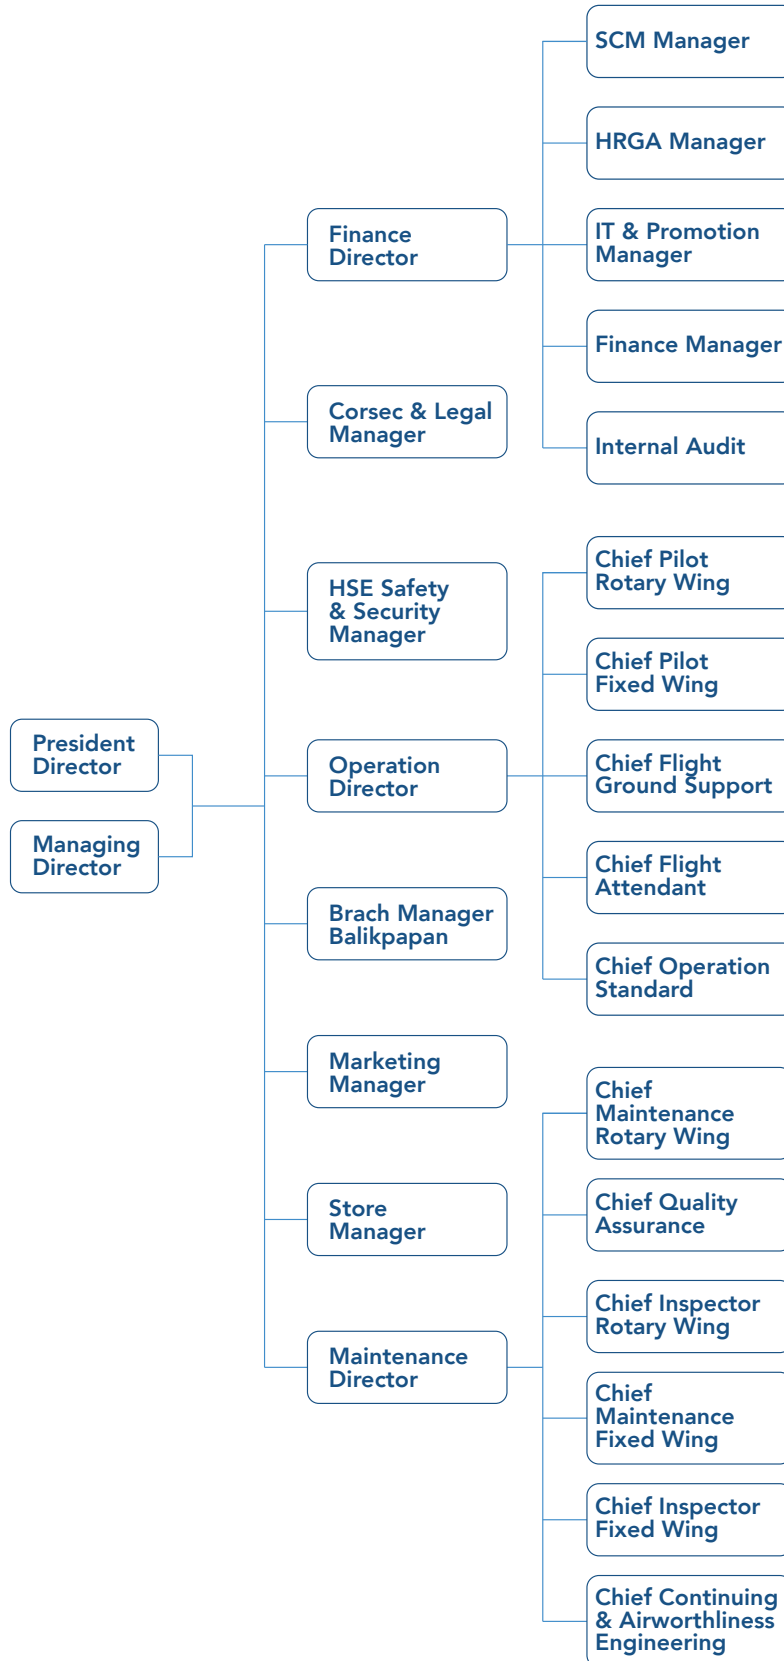 President
Director
Managing
Director
Finance
Director
Corsec & Legal
Manager
HSE Safety
& Security
Manager
Operation
Director
Brach Manager
Balikpapan
Marketing
Manager
Store
Manager
Maintenance
Director
SCM Manager
HRGA Manager
IT & Promotion
Manager
Finance Manager
Internal Audit
Chief Pilot
Rotary Wing
Chief Pilot
Fixed Wing
Chief Flight
Ground Support
Chief Flight
Attendant
Chief Operation
Standard
Chief
Maintenance
Rotary Wing
Chief Quality
Assurance
Chief Inspector
Rotary Wing
Chief
Maintenance
Fixed Wing
Chief Inspector
Fixed Wing
Chief Continuing
& Airworthliness
Engineering